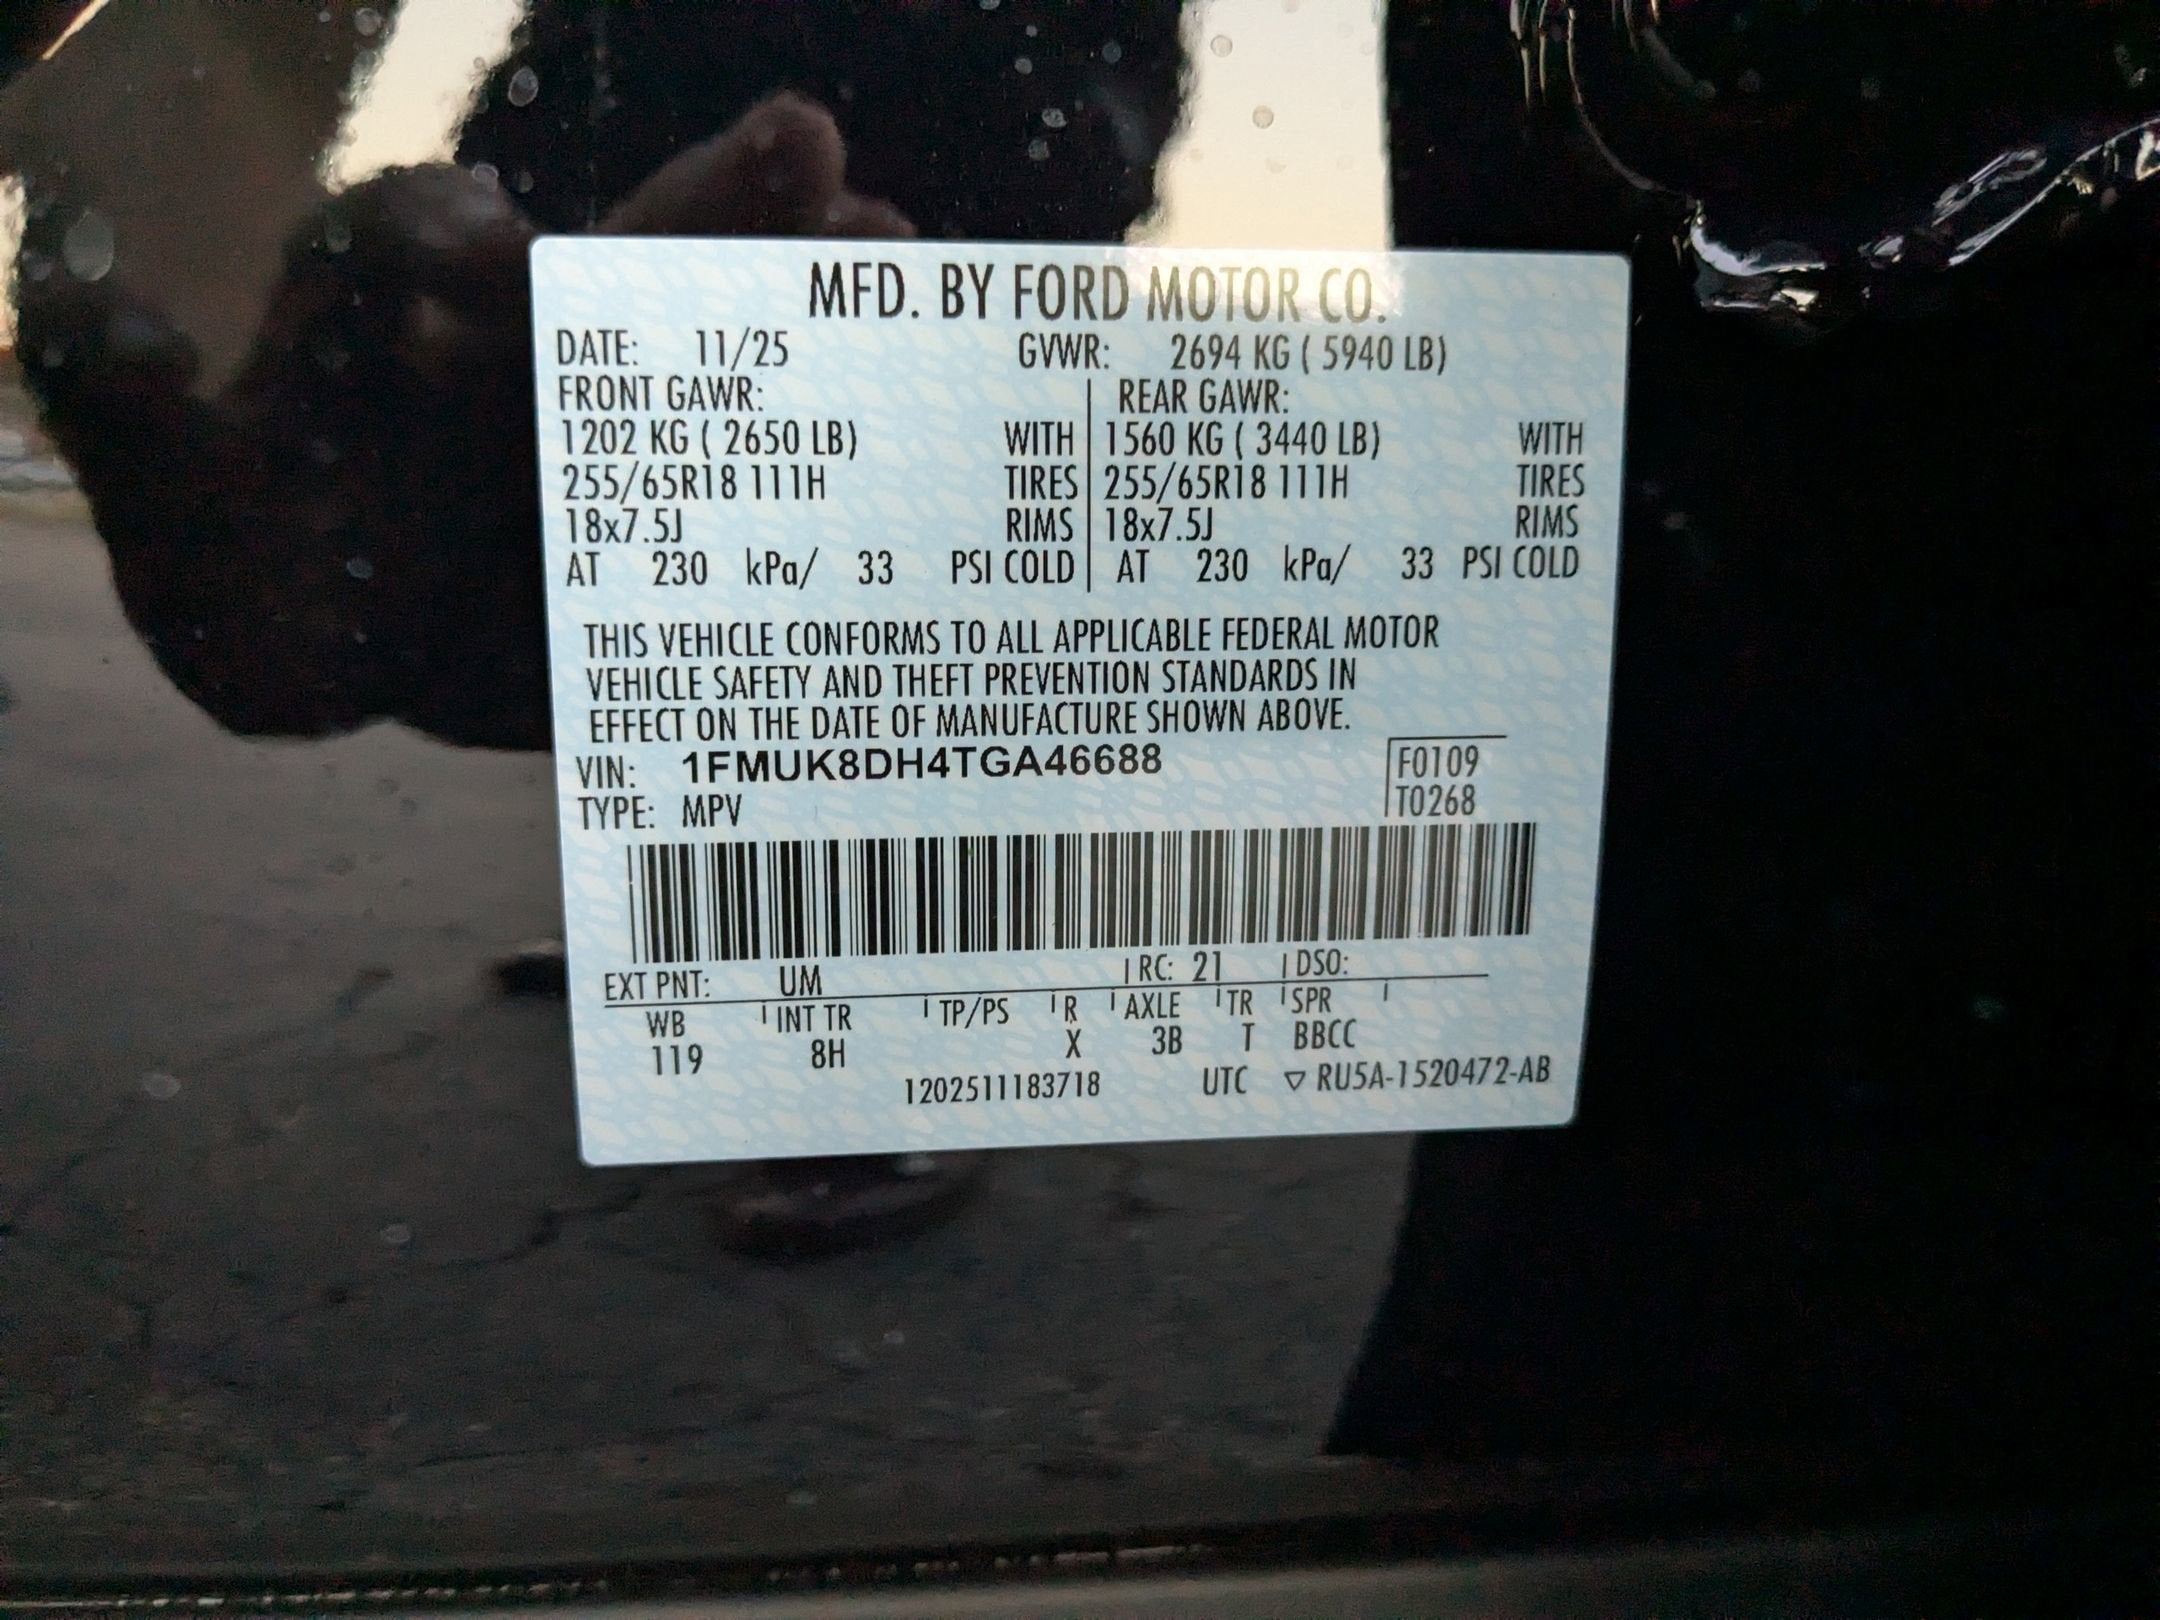 MFD. BY FORD MOTOR CO.
DATE: 11/25 GVWR: 2694 KG ( 5940 LB)
FRONT GAWR: REAR GAWR:
1202 KG ( 2650 LB) WITH 1560 KG ( 3440 LB) WITH
255/65R18 111H TIRES 255/65R18 111H TIRES
18x7.5J RIMS 18x7.5J RIMS
AT 230 kPa/ 33 PSI COLD AT 230 kPa/ 33 PSI COLD
THIS VEHICLE CONFORMS TO ALL APPLICABLE FEDERAL MOTOR
VEHICLE SAFETY AND THEFT PREVENTION STANDARDS IN
EFFECT ON THE DATE OF MANUFACTURE SHOWN ABOVE.
VIN: 1FMUK8DH4TGA46688 F0109
TYPE: MPV T0268
EXT PNT: UM RC: 21 DSO:
WB INT TR TP/PS R AXLE TR SPR
119 8H X 3B T BBCC
1202511183718 UTC ▽ RU5A-1520472-AB